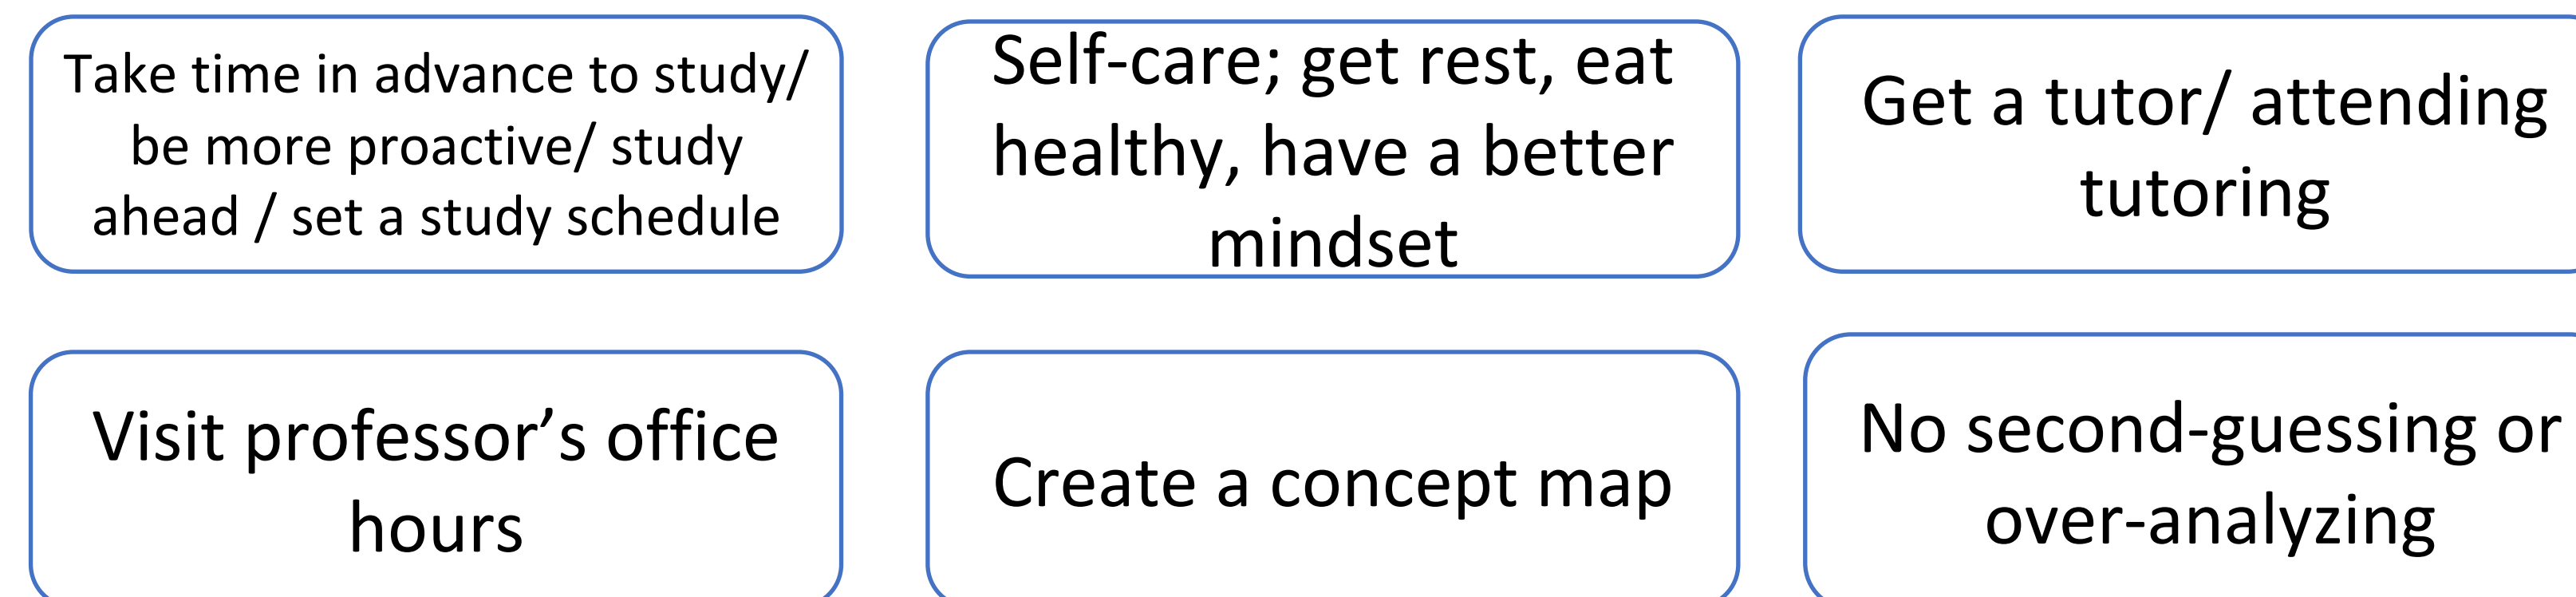 Take time in advance to study/
be more proactive/ study
ahead / set a study schedule
Self-care; get rest, eat
healthy, have a better
mindset
Get a tutor/ attending
tutoring
Visit professor’s office
hours
Create a concept map
No second-guessing or
over-analyzing